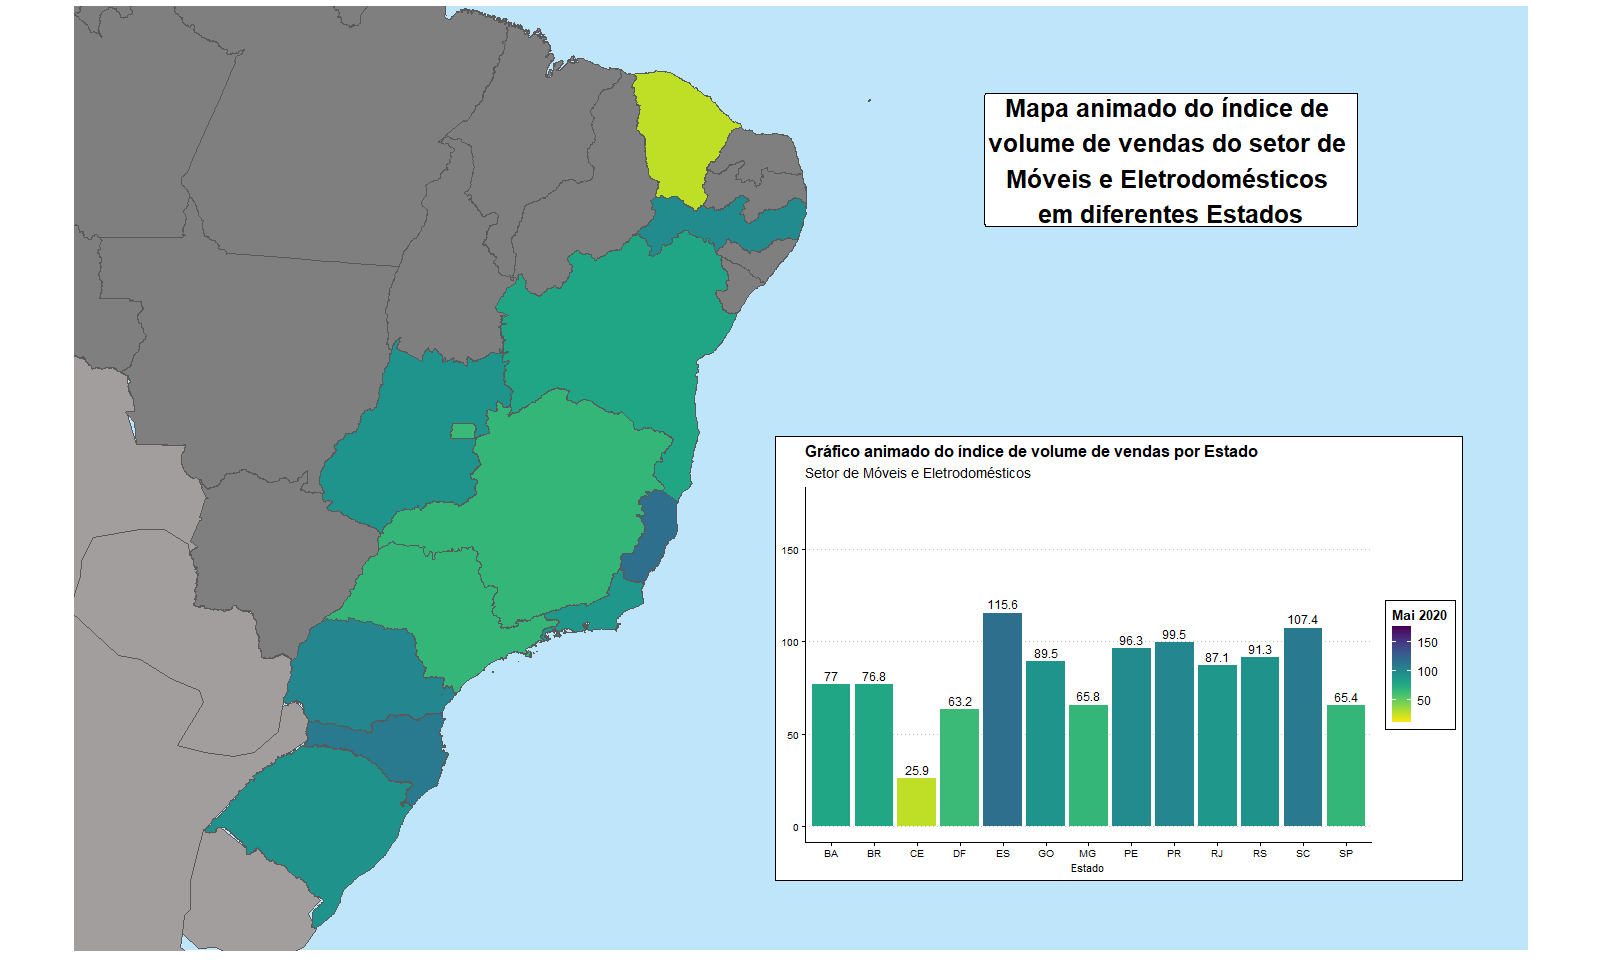 Mapa animado do índice de
volume de vendas do setor de
Móveis e Eletrodomésticos
em diferentes Estados
Gráfico animado do índice de volume de vendas por Estado
Setor de Móveis e Eletrodomésticos
150
100
50
0
77
76.8
25.9
63.2
115.6
89.5
65.8
96.3
99.5
87.1
91.3
107.4
65.4
BA BR CE DF ES GO MG PE PR RJ RS SC SP
Estado
Mai 2020
150
100
50